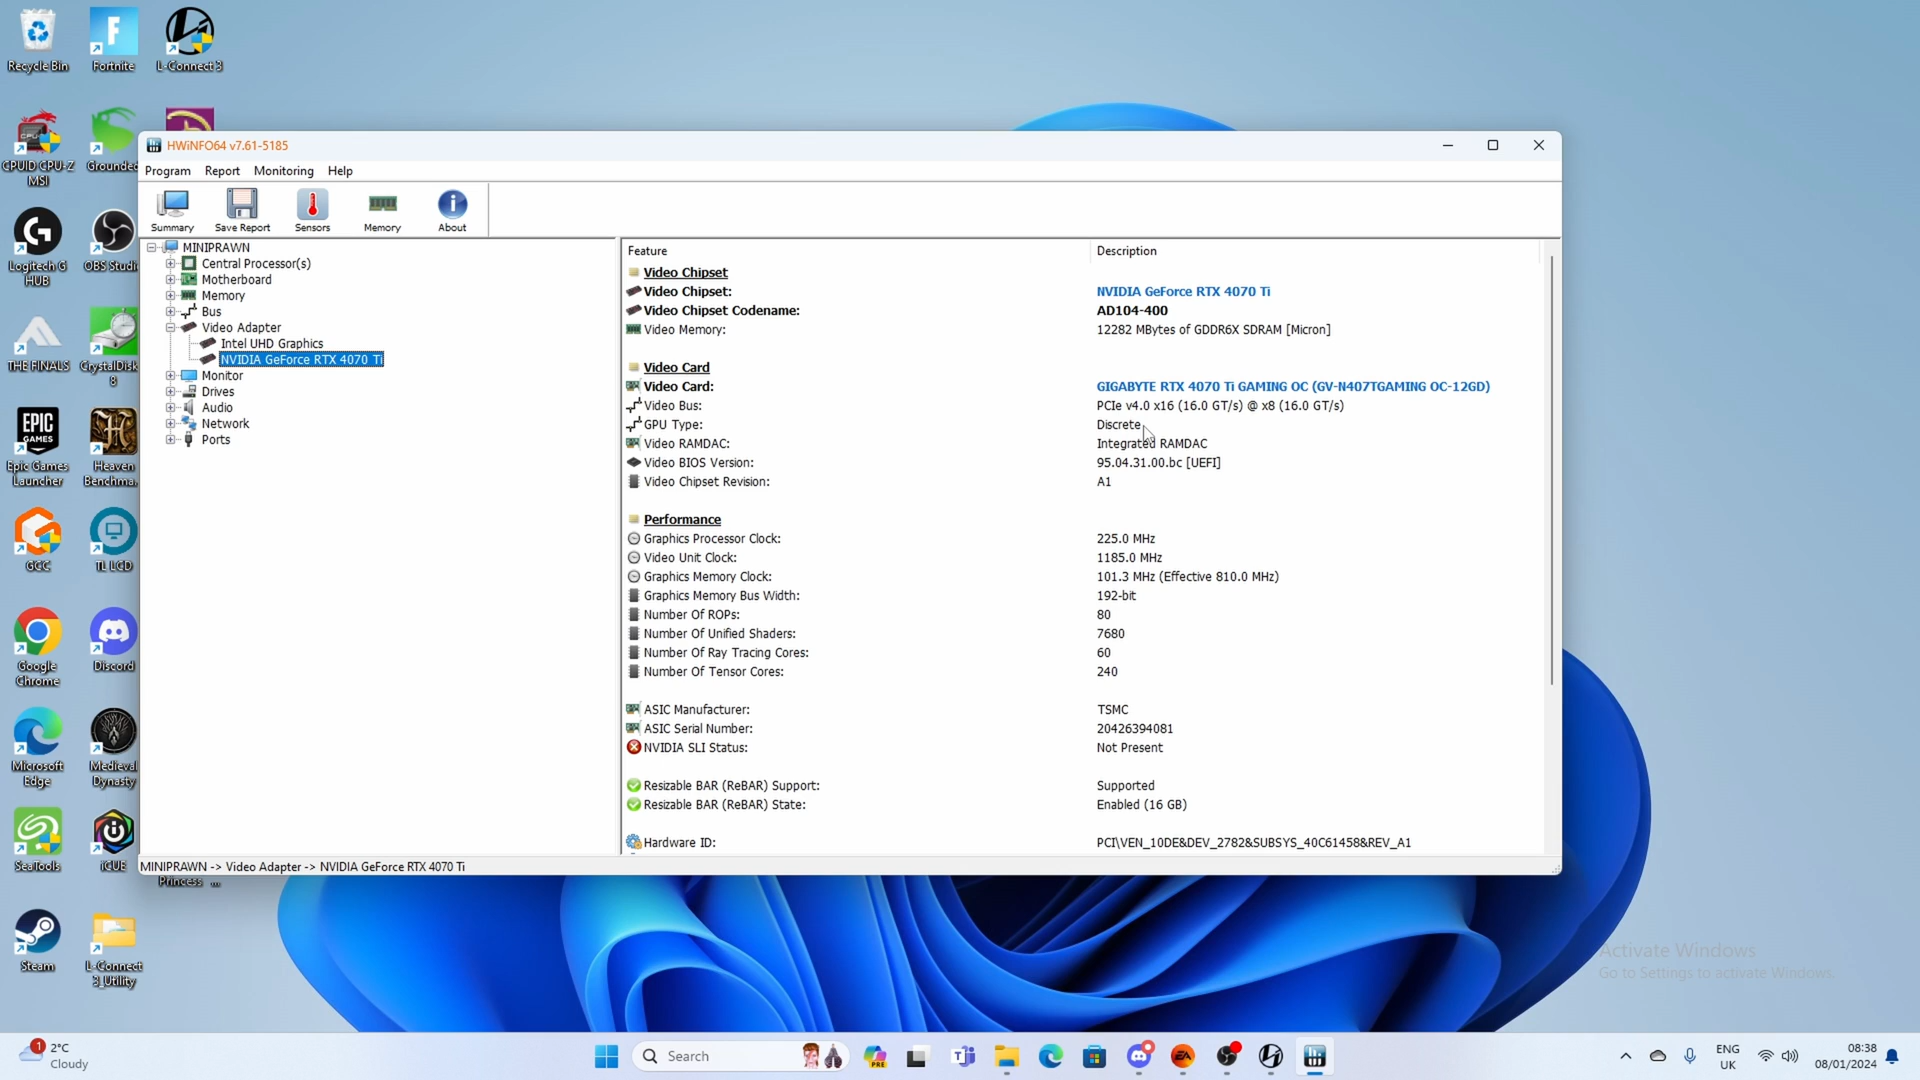 Recycle Bin
Fortnite
L-Connect 3
CPUID CPU-Z
MSI
Grounded
Logitech G
HUB
OBS Studi
THE FINALS
CrystalDisk
8
EPIC
GAMES
Epic Games
Launcher
Heaven
Benchma...
GCC
TL LCD
Google
Chrome
Discord
Microsoft
Edge
Medieval
Dynasty
SeaTools
iCUE
Princess ...
Steam
L-Connect
3_Utility
HWiNFO64 v7.61-5185
Program Report Monitoring Help
Summary Save Report Sensors Memory About
MINIPRAWN
Central Processor(s)
Motherboard
Memory
Bus
Video Adapter
Intel UHD Graphics
NVIDIA GeForce RTX 4070 Ti
Monitor
Drives
Audio
Network
Ports
Feature Description
Video Chipset
Video Chipset: NVIDIA GeForce RTX 4070 Ti
Video Chipset Codename: AD104-400
Video Memory: 12282 MBytes of GDDR6X SDRAM [Micron]
Video Card
Video Card: GIGABYTE RTX 4070 Ti GAMING OC (GV-N407TGAMING OC-12GD)
Video Bus: PCIe v4.0 x16 (16.0 GT/s) @ x8 (16.0 GT/s)
GPU Type: Discrete
Video RAMDAC: Integrated RAMDAC
Video BIOS Version: 95.04.31.00.bc [UEFI]
Video Chipset Revision: A1
Performance
Graphics Processor Clock: 225.0 MHz
Video Unit Clock: 1185.0 MHz
Graphics Memory Clock: 101.3 MHz (Effective 810.0 MHz)
Graphics Memory Bus Width: 192-bit
Number Of ROPs: 80
Number Of Unified Shaders: 7680
Number Of Ray Tracing Cores: 60
Number Of Tensor Cores: 240
ASIC Manufacturer: TSMC
ASIC Serial Number: 20426394081
NVIDIA SLI Status: Not Present
Resizable BAR (ReBAR) Support: Supported
Resizable BAR (ReBAR) State: Enabled (16 GB)
Hardware ID: PCI\VEN_10DE&DEV_2782&SUBSYS_40C61458&REV_A1
MINIPRAWN -> Video Adapter -> NVIDIA GeForce RTX 4070 Ti
Activate Windows
Go to Settings to activate Windows.
1
2°C
Cloudy
Search
PRE
ENG
UK
08:38
08/01/2024